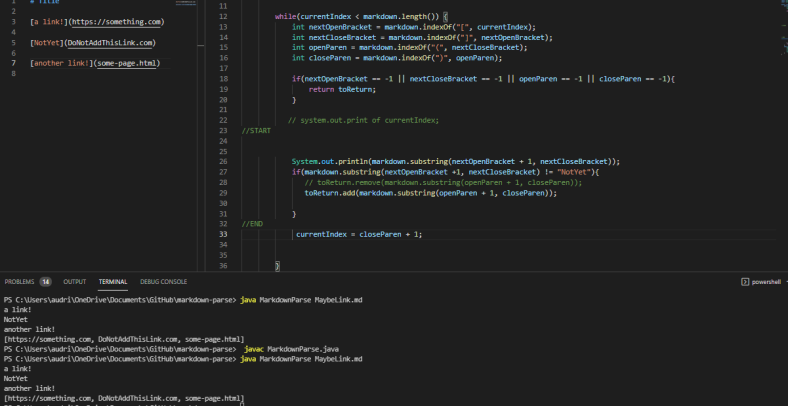 # Title
[a link!](https://something.com)
[NotYet](DoNotAddThisLink.com)
[another link!](some-page.html)
1
2
3
4
5
6
7
8
11
12 while(currentIndex < markdown.length()) {
13 int nextOpenBracket = markdown.indexOf("[", currentIndex);
14 int nextCloseBracket = markdown.indexOf("]", nextOpenBracket);
15 int openParen = markdown.indexOf("(", nextCloseBracket);
16 int closeParen = markdown.indexOf(")", openParen);
17
18 if(nextOpenBracket == -1 || nextCloseBracket == -1 || openParen == -1 || closeParen == -1){
19 return toReturn;
20 }
21
22 // system.out.print of currentIndex;
23 //START
24
25
26 System.out.println(markdown.substring(nextOpenBracket + 1, nextCloseBracket));
27 if(markdown.substring(nextOpenBracket +1, nextCloseBracket) != "NotYet"){
28 // toReturn.remove(markdown.substring(openParen + 1, closeParen));
29 toReturn.add(markdown.substring(openParen + 1, closeParen));
30
31 }
32 //END
33 currentIndex = closeParen + 1;
34
35
36 }
PROBLEMS 14 OUTPUT TERMINAL DEBUG CONSOLE powershell
PS C:\Users\audri\OneDrive\Documents\GitHub\markdown-parse> java MarkdownParse MaybeLink.md
a link!
NotYet
another link!
[https://something.com, DoNotAddThisLink.com, some-page.html]
PS C:\Users\audri\OneDrive\Documents\GitHub\markdown-parse> javac MarkdownParse.java
PS C:\Users\audri\OneDrive\Documents\GitHub\markdown-parse> java MarkdownParse MaybeLink.md
a link!
NotYet
another link!
[https://something.com, DoNotAddThisLink.com, some-page.html]